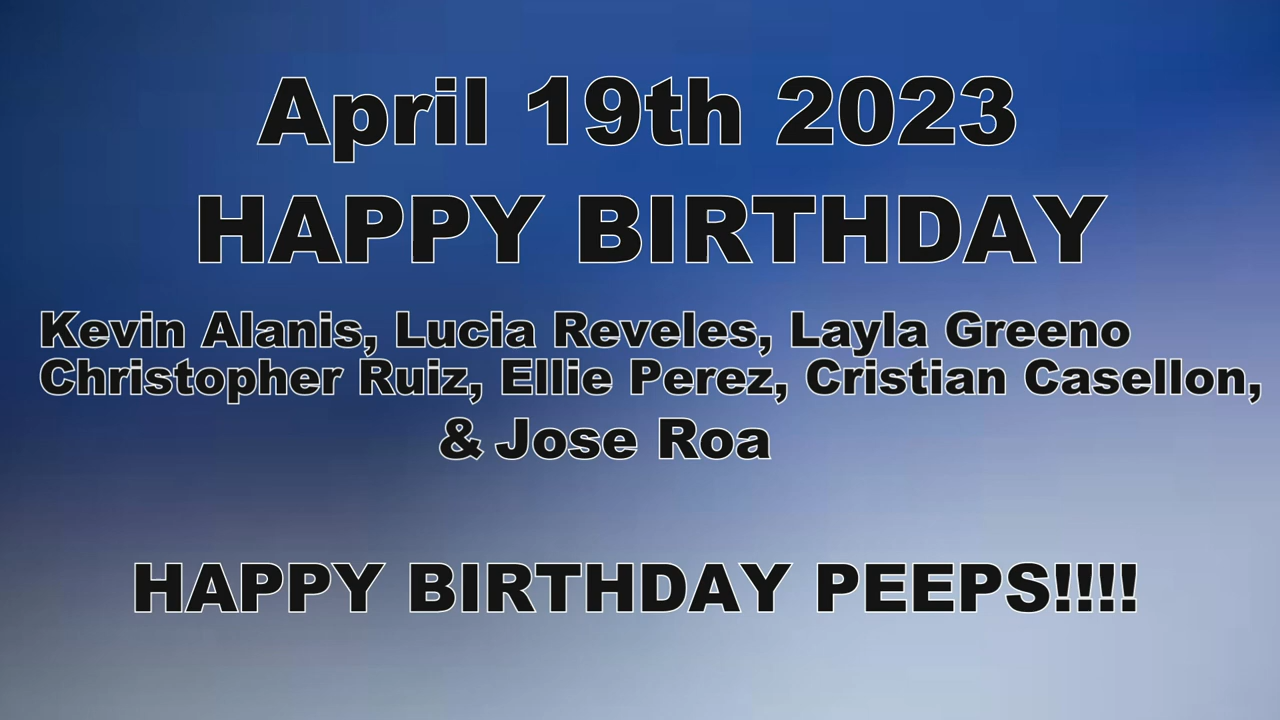 April 19th 2023
HAPPY BIRTHDAY
Kevin Alanis, Lucia Reveles, Layla Greeno
Christopher Ruiz, Ellie Perez, Cristian Casellon,
& Jose Roa
HAPPY BIRTHDAY PEEPS!!!!